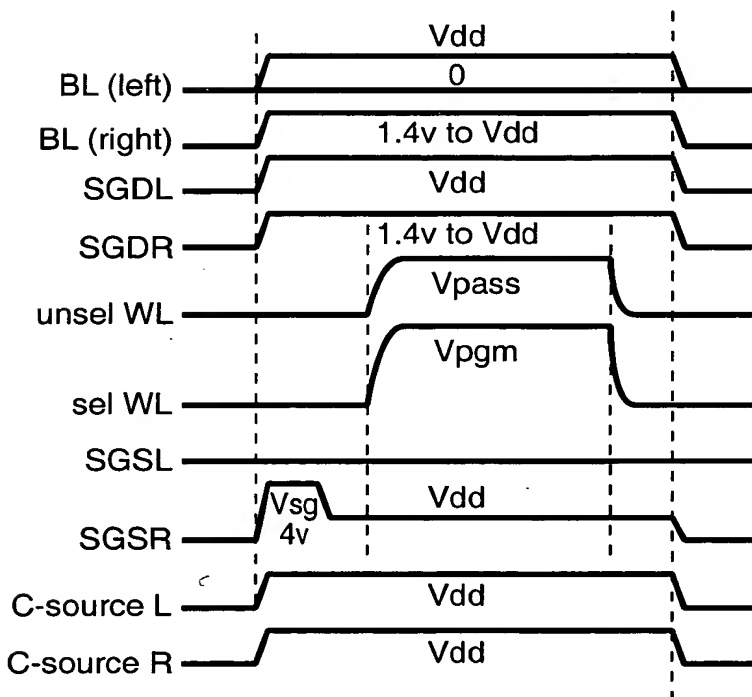 Vdd
BL (left)
0
BL (right)
1.4v to Vdd
SGDL
Vdd
SGDR
1.4v to Vdd
unsel WL
Vpass
sel WL
Vpgm
SGSL
SGSR
Vsg
4v
Vdd
C-source L
Vdd
C-source R
Vdd